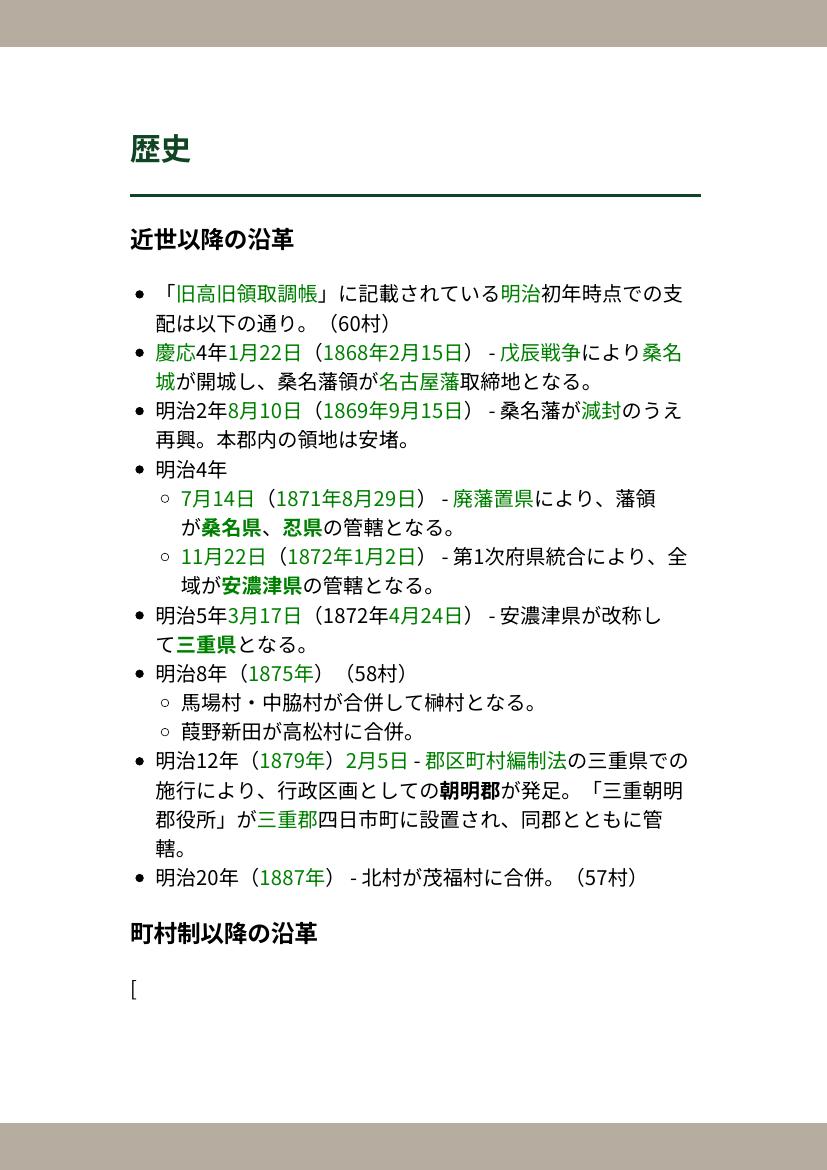 歴史
近世以降の沿革
「旧高旧領取調帳」に記載されている明治初年時点での支
配は以下の通り。（60村）
慶応4年1月22日（1868年2月15日） - 戊辰戦争により桑名
城が開城し、桑名藩領が名古屋藩取締地となる。
明治2年8月10日（1869年9月15日） - 桑名藩が減封のうえ
再興。本郡内の領地は安堵。
明治4年
7月14日（1871年8月29日） - 廃藩置県により、藩領
が桑名県、忍県の管轄となる。
11月22日（1872年1月2日） - 第1次府県統合により、全
域が安濃津県の管轄となる。
明治5年3月17日（1872年4月24日） - 安濃津県が改称し
て三重県となる。
明治8年（1875年）（58村）
馬場村・中脇村が合併して榊村となる。
葭野新田が高松村に合併。
明治12年（1879年）2月5日 - 郡区町村編制法の三重県での
施行により、行政区画としての朝明郡が発足。「三重朝明
郡役所」が三重郡四日市町に設置され、同郡とともに管
轄。
明治20年（1887年） - 北村が茂福村に合併。（57村）
町村制以降の沿革
[